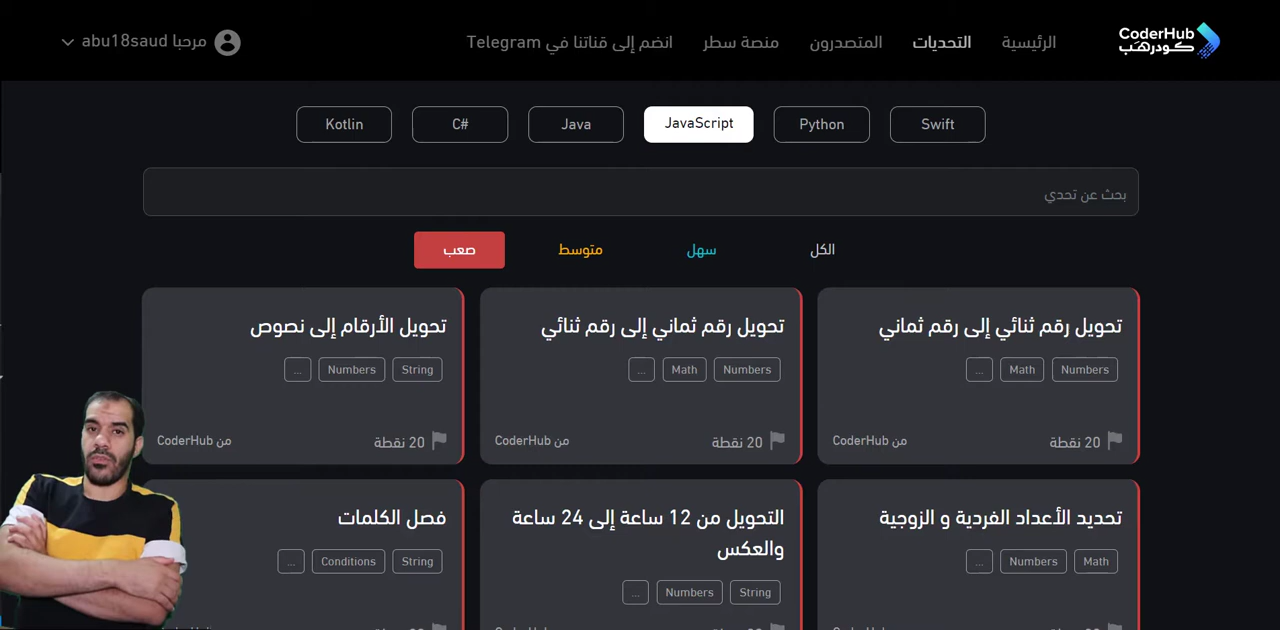 CoderHub
كودرهب
الرئيسية
التحديات
المتصدرون
منصة سطر
انضم إلى قناتنا في Telegram
مرحبا abu18saud
Swift
Python
JavaScript
Java
C#
Kotlin
بحث عن تحدي
الكل
سهل
متوسط
صعب
تحويل رقم ثنائي إلى رقم ثماني
Numbers
Math
...
20 نقطة
من CoderHub
تحويل رقم ثماني إلى رقم ثنائي
Numbers
Math
...
20 نقطة
من CoderHub
تحويل الأرقام إلى نصوص
String
Numbers
...
20 نقطة
من CoderHub
تحديد الأعداد الفردية و الزوجية
Math
Numbers
...
التحويل من 12 ساعة إلى 24 ساعة
والعكس
String
Numbers
...
فصل الكلمات
String
Conditions
...